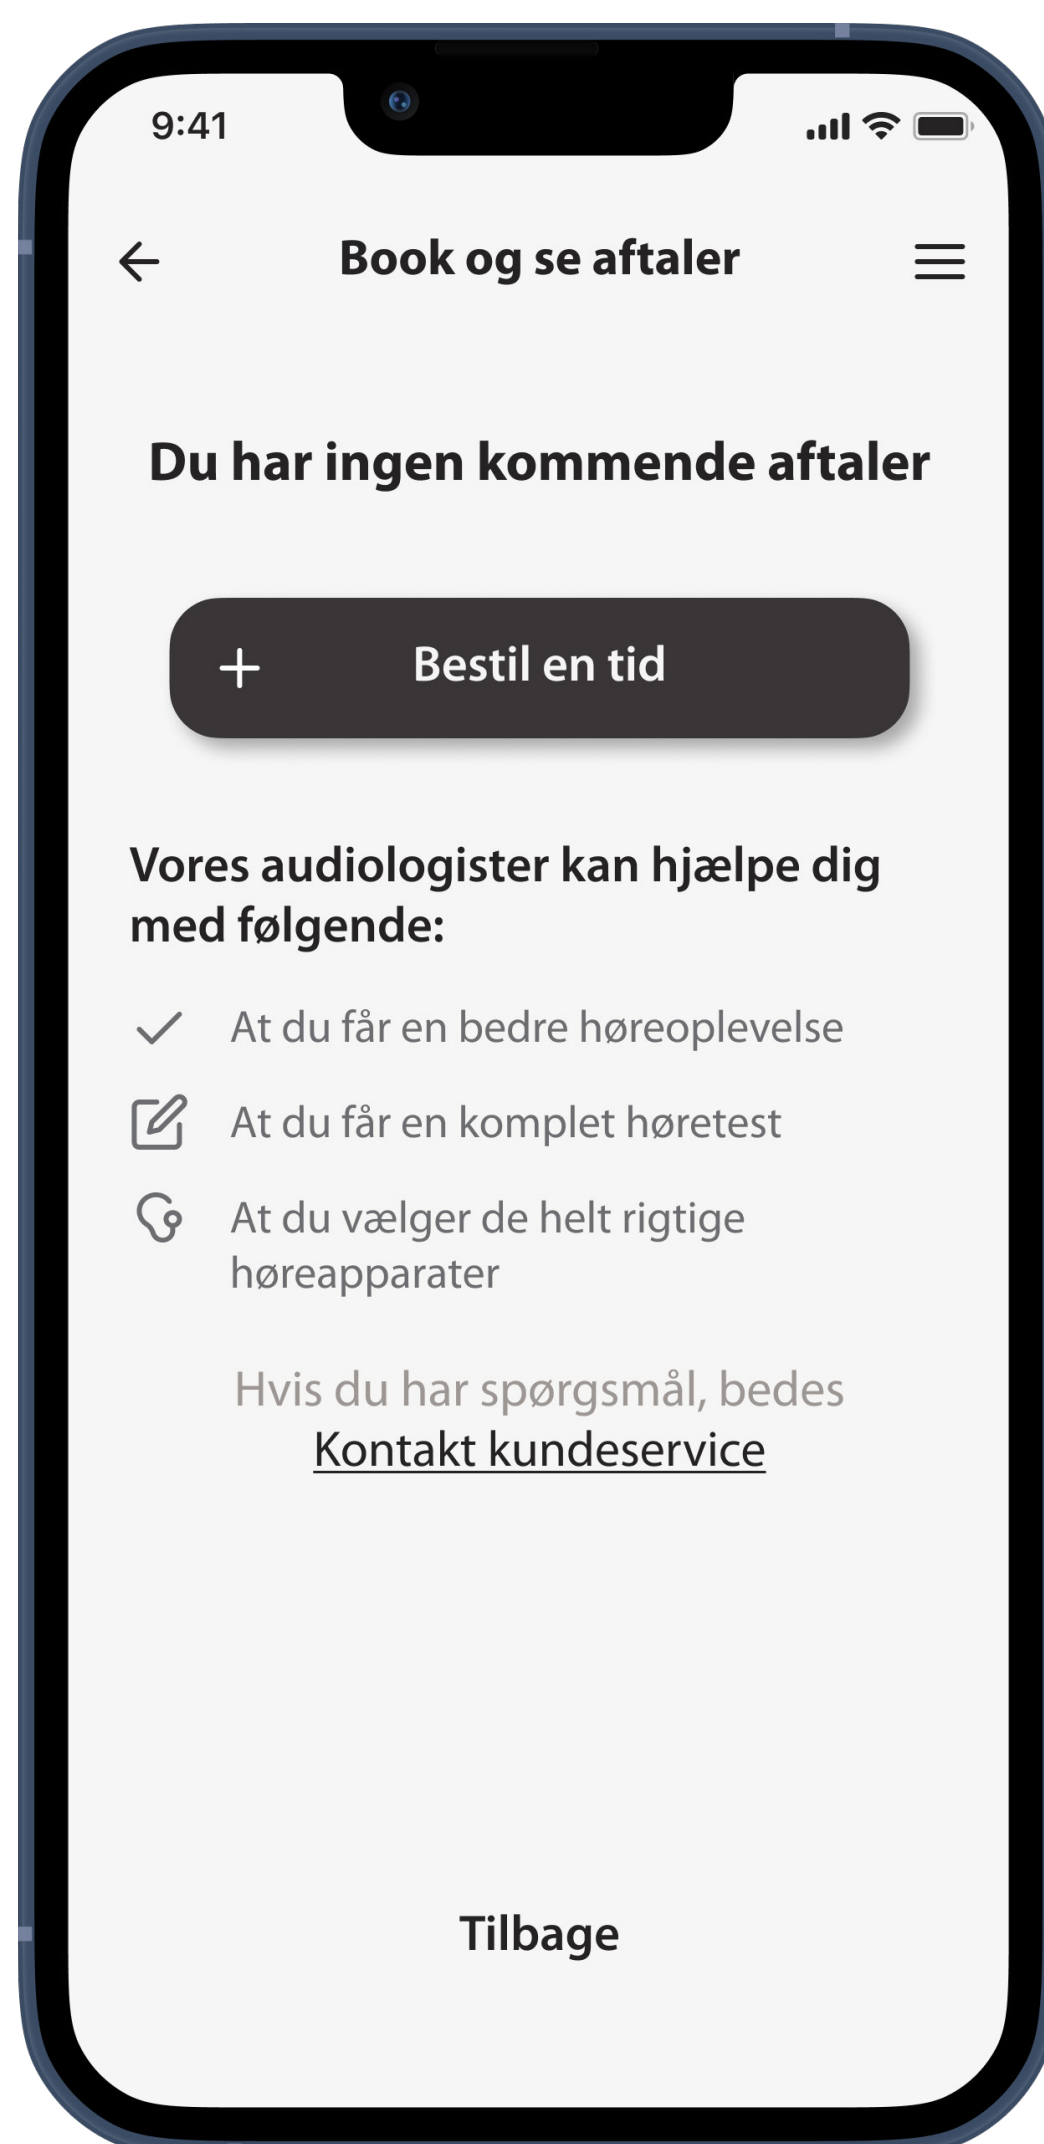 9:41
Book og se aftaler
Du har ingen kommende aftaler
Bestil en tid
Vores audiologister kan hjælpe dig
med følgende:
At du får en bedre høreoplevelse
At du får en komplet høretest
At du vælger de helt rigtige
høreapparater
Hvis du har spørgsmål, bedes
Kontakt kundeservice
Tilbage